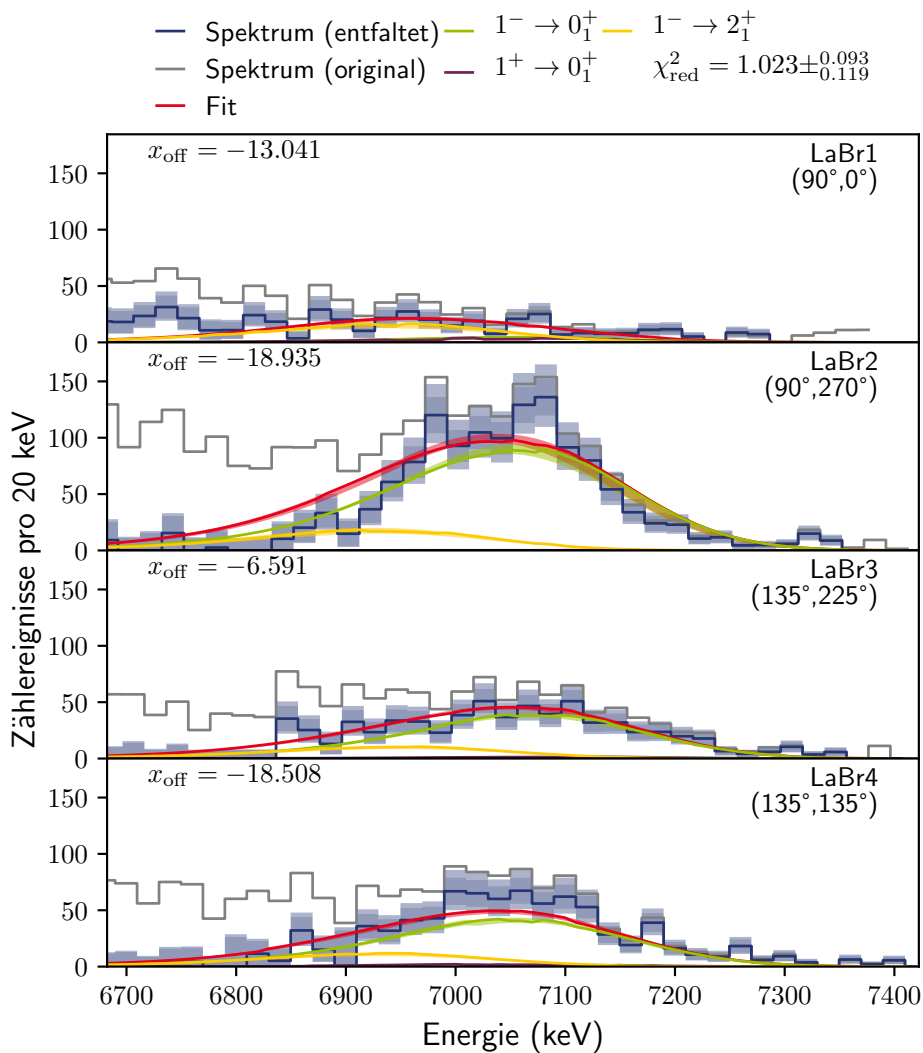 Spektrum (entfaltet) 1⁻ → 0₁⁺ 1⁻ → 2₁⁺
Spektrum (original) 1⁺ → 0₁⁺ χ²_red = 1.023±^0.093_0.119
Fit
x_off = −13.041 LaBr1
(90°,0°)
150
100
50
0
x_off = −18.935 LaBr2
(90°,270°)
150
100
50
0
x_off = −6.591 LaBr3
(135°,225°)
150
100
50
0
x_off = −18.508 LaBr4
(135°,135°)
150
100
50
0
Zählereignisse pro 20 keV
6700 6800 6900 7000 7100 7200 7300 7400
Energie (keV)